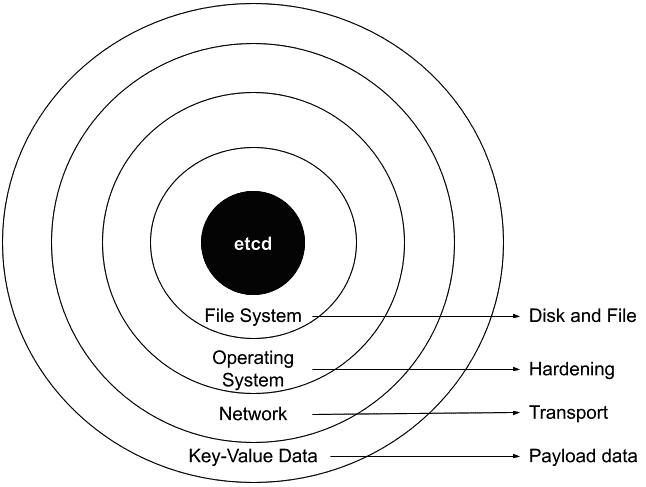 etcd
File System
Disk and File
Operating
System
Hardening
Network
Transport
Key-Value Data
Payload data